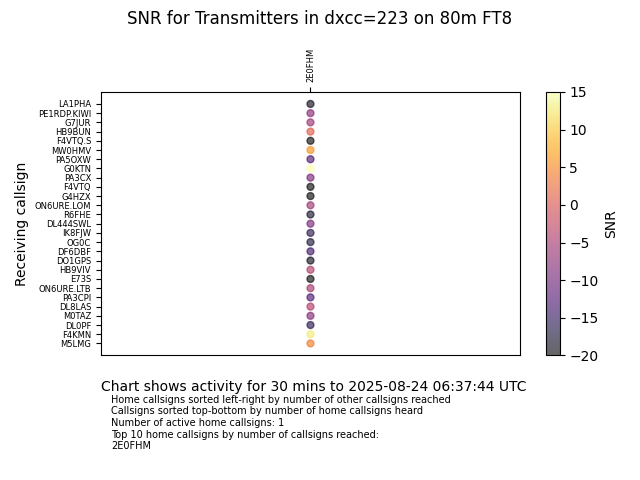 SNR for Transmitters in dxcc=223 on 80m FT8
2E0FHM
Receiving callsign
LA1PHA
PE1RDP.KIWI
G7JUR
HB9BUN
F4VTQ.S
MW0HMV
PA5OXW
G0KTN
PA3CX
F4VTQ
G4HZX
ON6URE.LOM
R6FHE
DL444SWL
IK8FJW
OG0C
DF6DBF
DO1GPS
HB9VIV
E73S
ON6URE.LTB
PA3CPI
DL8LAS
M0TAZ
DL0PF
F4KMN
M5LMG
15
10
5
0
−5
−10
−15
−20
SNR
Chart shows activity for 30 mins to 2025-08-24 06:37:44 UTC
Home callsigns sorted left-right by number of other callsigns reached
Callsigns sorted top-bottom by number of home callsigns heard
Number of active home callsigns: 1
Top 10 home callsigns by number of callsigns reached:
2E0FHM